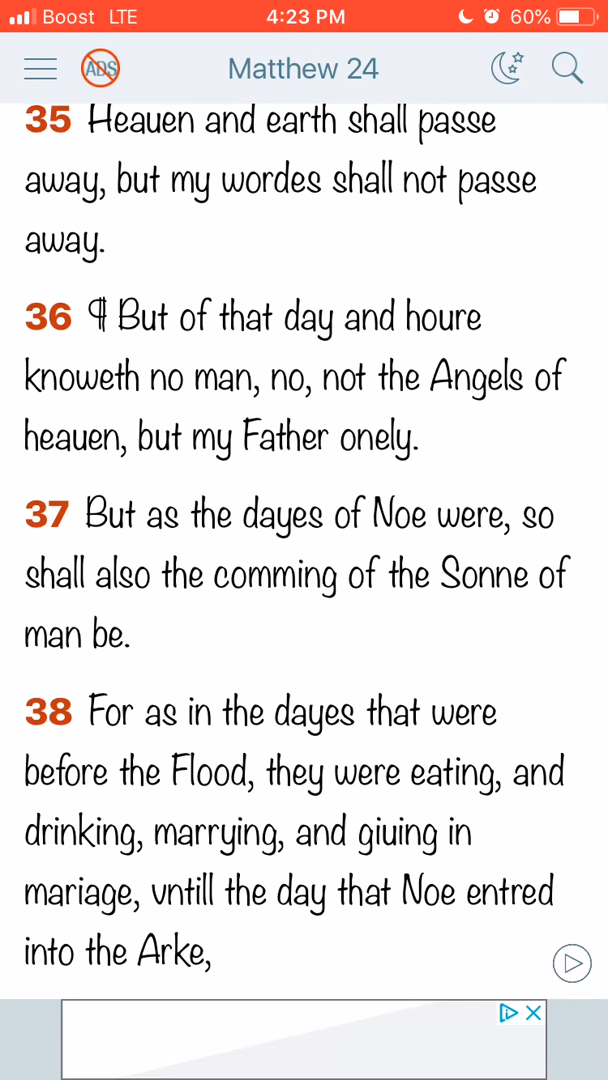 Boost LTE 4:23 PM 60%
ADS Matthew 24
35 Heauen and earth shall passe
away, but my wordes shall not passe
away.
36 ¶ But of that day and houre
knoweth no man, no, not the Angels of
heauen, but my Father onely.
37 But as the dayes of Noe were, so
shall also the comming of the Sonne of
man be.
38 For as in the dayes that were
before the Flood, they were eating, and
drinking, marrying, and giuing in
mariage, vntill the day that Noe entred
into the Arke,